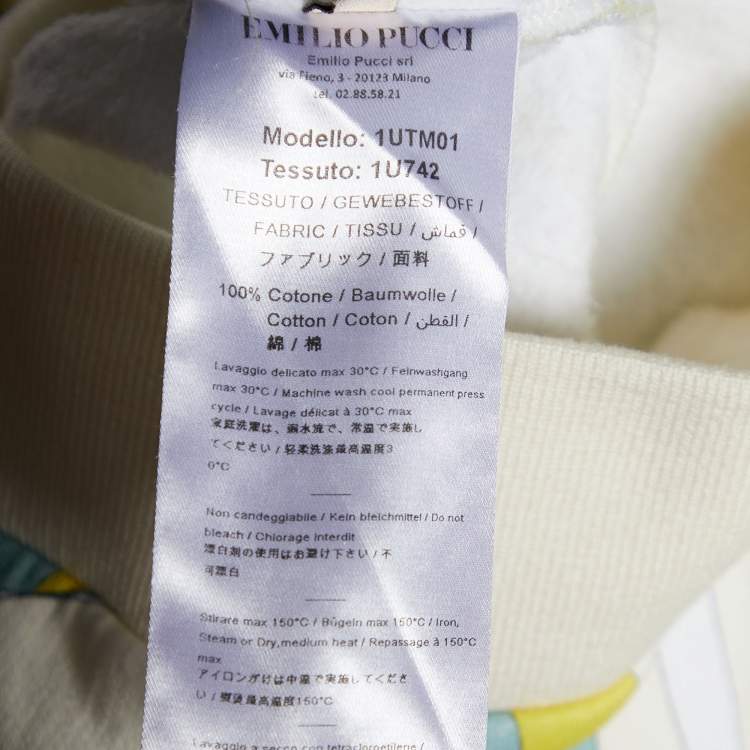 EMILIO PUCCI
Emilio Pucci srl
via Fieno, 3 - 20123 Milano
tel. 02.88.58.21
Modello: 1UTM01
Tessuto: 1U742
TESSUTO / GEWEBESTOFF /
FABRIC / TISSU / قماش /
ファブリック / 面料
100% Cotone / Baumwolle /
Cotton / Coton / القطن /
綿 / 棉
Lavaggio delicato max 30°C / Feinwashgang
max 30°C / Machine wash cool permanent press
cycle / Lavage délicat à 30°C max
家庭洗濯は、弱水流で、常温で実施し
てください / 轻柔洗涤最高温度3
0°C
Non candeggiabile / Kein bleichmittel / Do not
bleach / Chlorage interdit
漂白剤の使用はお避け下さい / 不
可漂白
Stirare max 150°C / Bügeln max 150°C / Iron,
Steam or Dry, medium heat / Repassage à 150°C
max
アイロンがけは中温で実施してくださ
い / 熨烫最高温度150°C
Lavaggio a secco con tetracloroetilene /